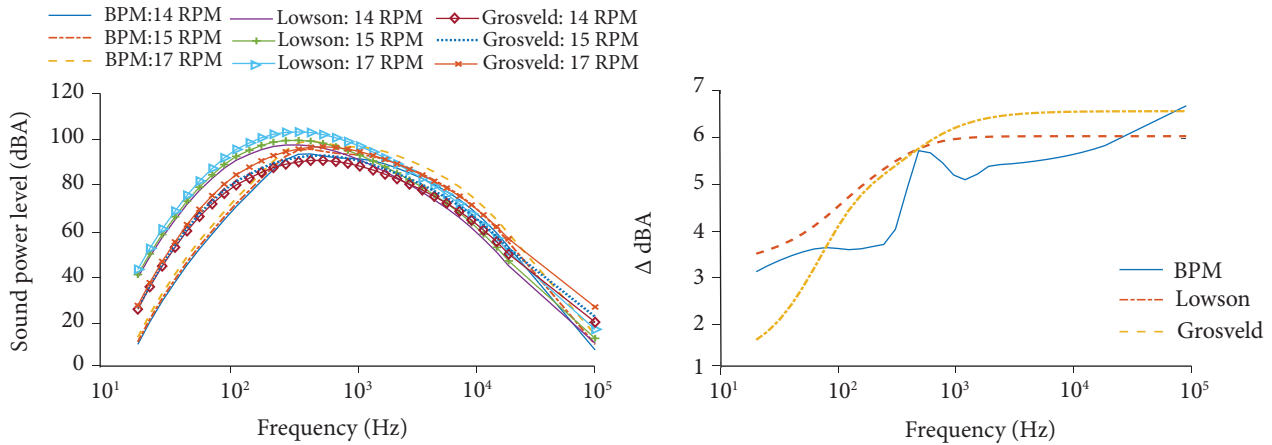 BPM:14 RPM
BPM:15 RPM
BPM:17 RPM
Lowson: 14 RPM
Lowson: 15 RPM
Lowson: 17 RPM
Grosveld: 14 RPM
Grosveld: 15 RPM
Grosveld: 17 RPM
Sound power level (dBA)
120
100
80
60
40
20
0
10¹
10²
10³
10⁴
10⁵
Frequency (Hz)
Δ dBA
7
6
5
4
3
2
1
10¹
10²
10³
10⁴
10⁵
Frequency (Hz)
BPM
Lowson
Grosveld